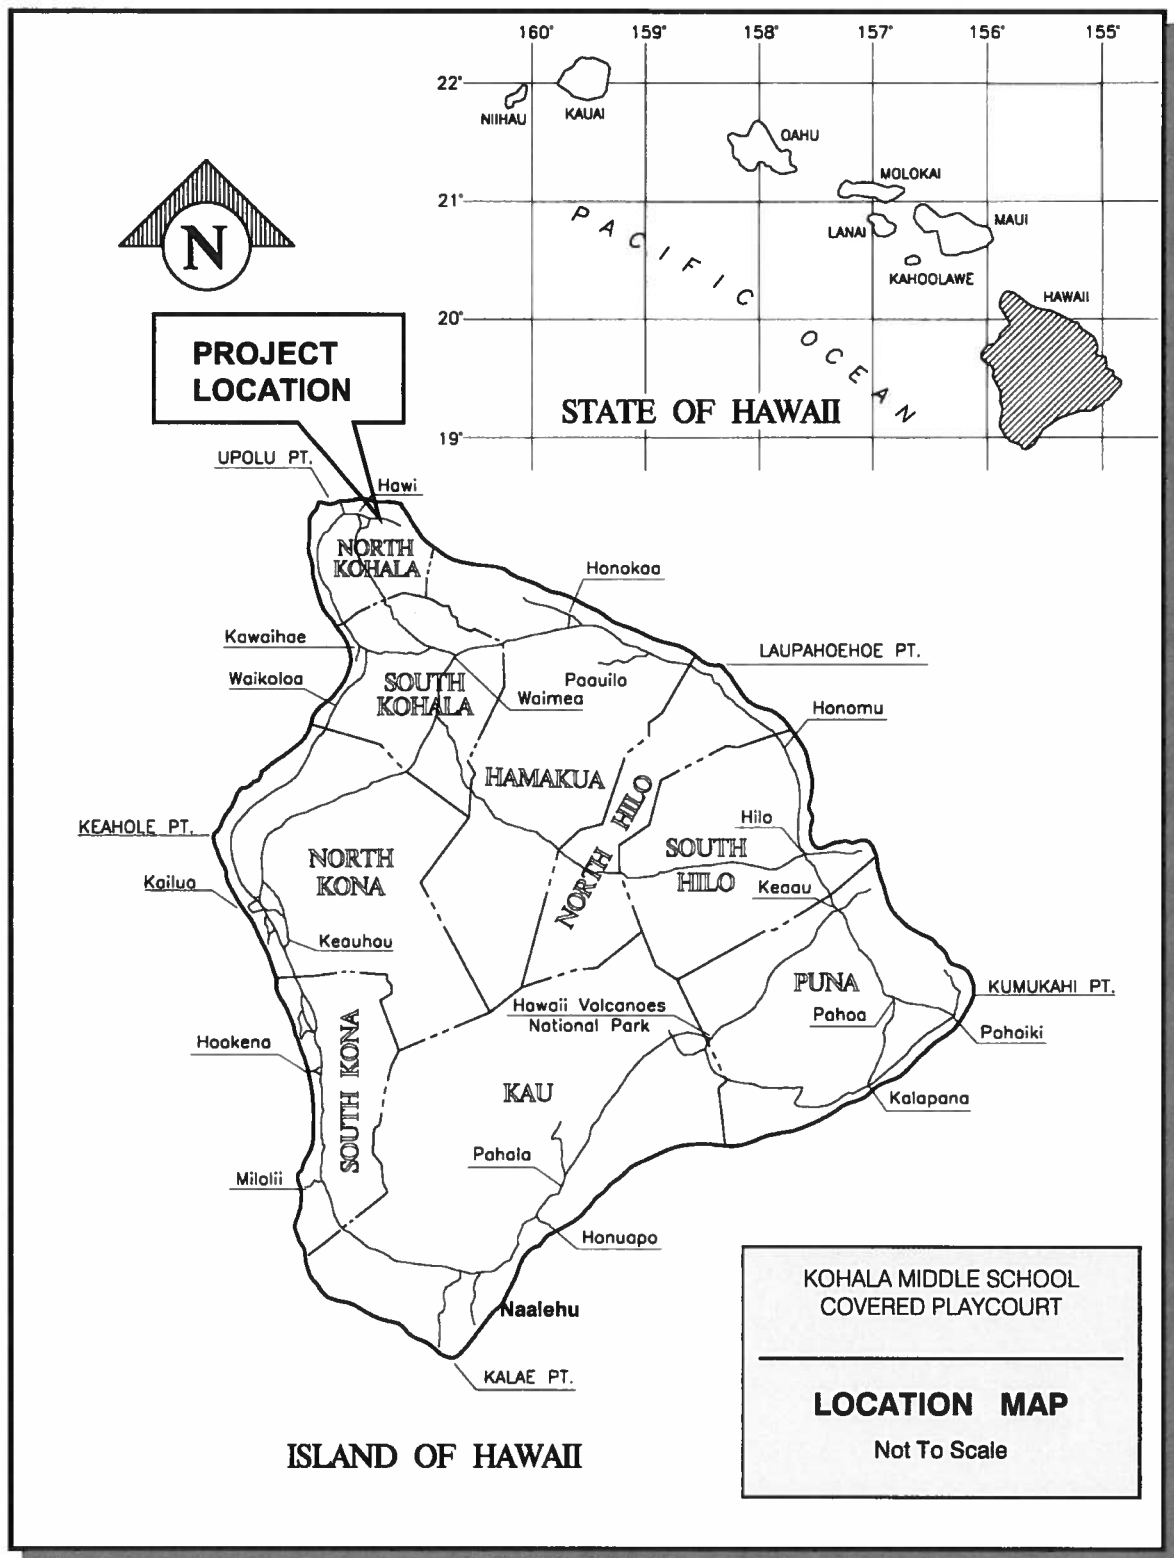 160° 159° 158° 157° 156° 155°
22°
NIIHAU
KAUAI
OAHU
MOLOKAI
21°
LANAI
MAUI
KAHOOLAWE
PACIFIC OCEAN
20°
HAWAII
19°
STATE OF HAWAII
N
PROJECT
LOCATION
UPOLU PT.
Hawi
NORTH
KOHALA
Honokaa
Kawaihae
LAUPAHOEHOE PT.
Waikoloa
SOUTH
KOHALA
Paauilo
Waimea
Honomu
HAMAKUA
NORTH HILO
KEAHOLE PT.
Hilo
NORTH
KONA
SOUTH
HILO
Kailua
Keaau
Keauhou
PUNA
KUMUKAHI PT.
Hawaii Volcanoes
National Park
Pahoa
Pohoiki
Hookena
SOUTH KONA
KAU
Kalapana
Pahala
Milolii
Honuapo
Naalehu
KALAE PT.
ISLAND OF HAWAII
KOHALA MIDDLE SCHOOL
COVERED PLAYCOURT
LOCATION MAP
Not To Scale